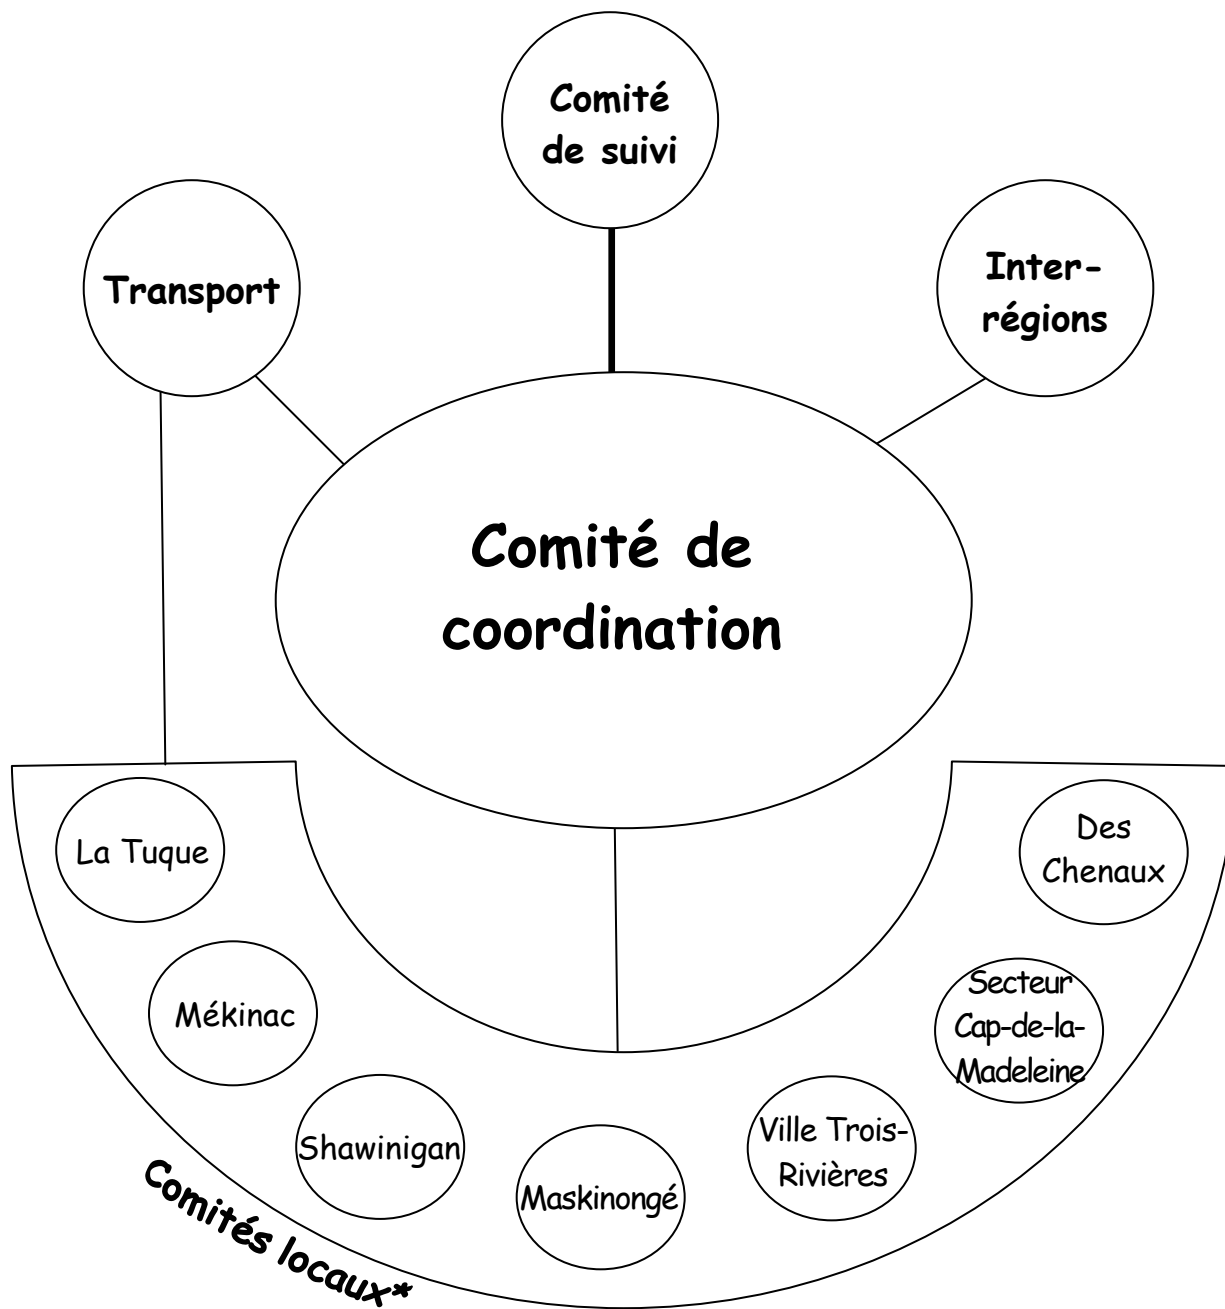 Comité
de suivi
Transport
Inter-
régions
Comité de
coordination
La Tuque
Des
Chenaux
Mékinac
Secteur
Cap-de-la-
Madeleine
Shawinigan
Maskinongé
Ville Trois-
Rivières
Comités locaux*